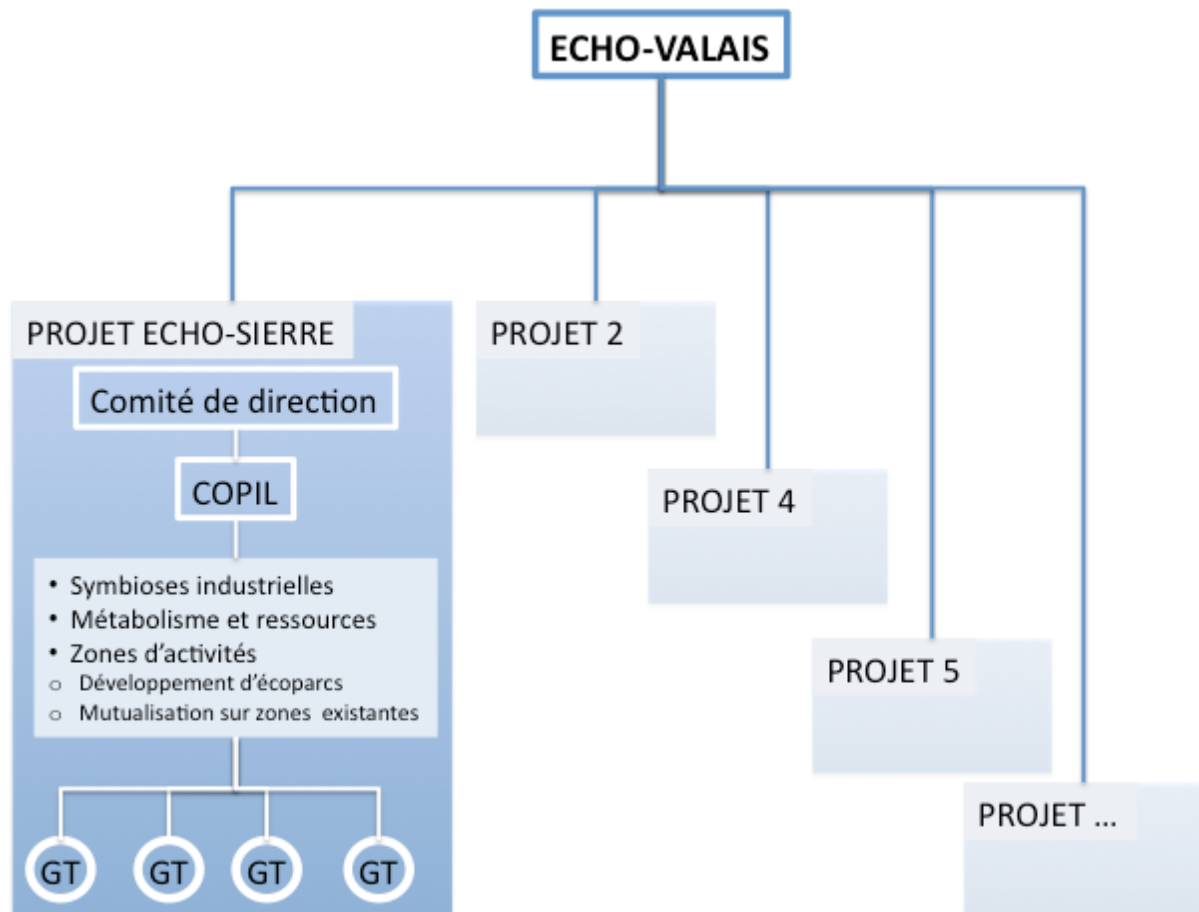 ECHO-VALAIS
PROJET ECHO-SIERRE
Comité de direction
COPIL
• Symbioses industrielles
• Métabolisme et ressources
• Zones d'activités
o Développement d'écoparcs
o Mutualisation sur zones existantes
GT
GT
GT
GT
PROJET 2
PROJET 4
PROJET 5
PROJET ...